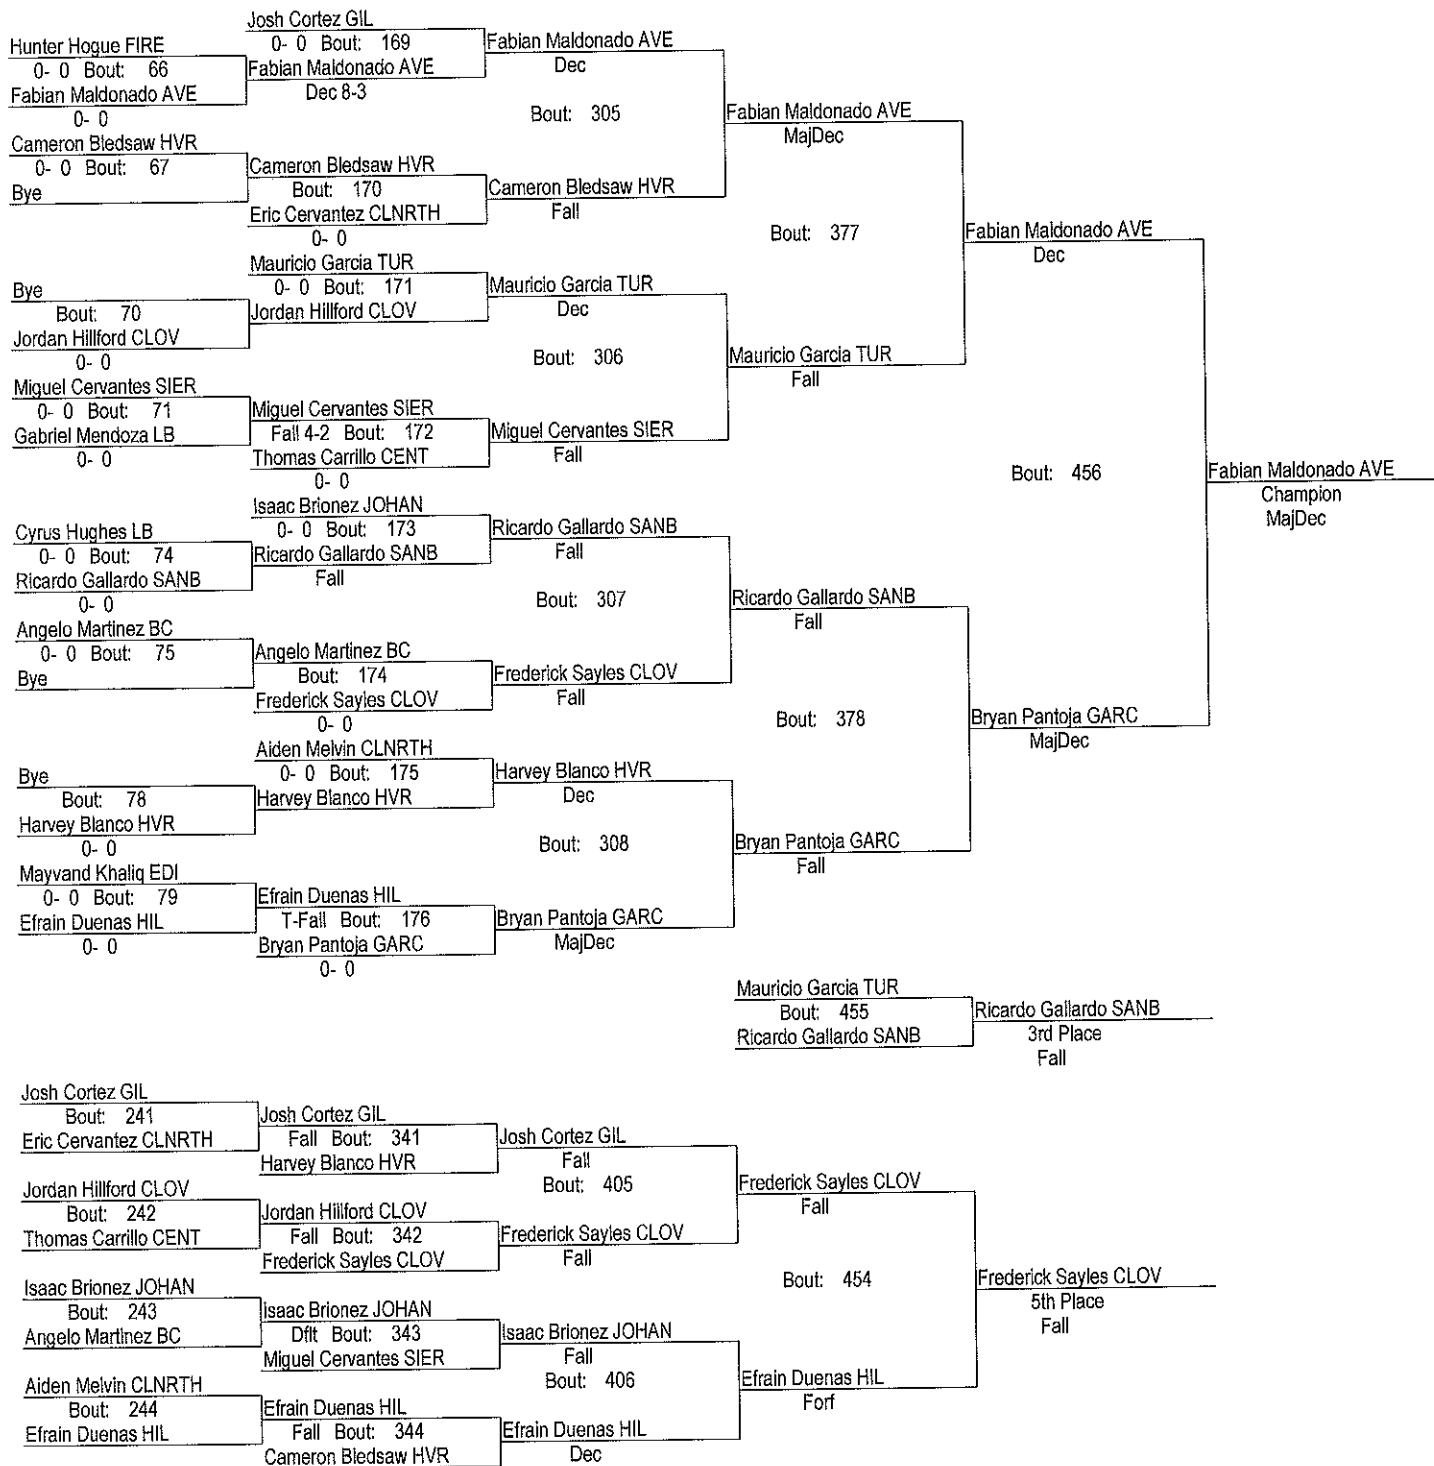 Josh Cortez GIL
Hunter Hogue FIRE
0- 0 Bout: 169
Fabian Maldonado AVE
0- 0 Bout: 66
Fabian Maldonado AVE
Dec
Fabian Maldonado AVE
Dec 8-3
0- 0
Bout: 305
Fabian Maldonado AVE
MajDec
Cameron Bledsaw HVR
0- 0 Bout: 67
Cameron Bledsaw HVR
Bye
Bout: 170
Cameron Bledsaw HVR
Eric Cervantez CLNRTH
Fall
0- 0
Bout: 377
Fabian Maldonado AVE
Dec
Mauricio Garcia TUR
Bye
0- 0 Bout: 171
Mauricio Garcia TUR
Bout: 70
Jordan Hillford CLOV
Dec
Jordan Hillford CLOV
0- 0
Bout: 306
Mauricio Garcia TUR
Fall
Miguel Cervantes SIER
0- 0 Bout: 71
Miguel Cervantes SIER
Gabriel Mendoza LB
Fall 4-2 Bout: 172
Miguel Cervantes SIER
0- 0
Thomas Carrillo CENT
Fall
0- 0
Bout: 456
Fabian Maldonado AVE
Champion
MajDec
Isaac Brionez JOHAN
Cyrus Hughes LB
0- 0 Bout: 173
Ricardo Gallardo SANB
0- 0 Bout: 74
Ricardo Gallardo SANB
Fall
Ricardo Gallardo SANB
Fall
0- 0
Bout: 307
Ricardo Gallardo SANB
Fall
Angelo Martinez BC
0- 0 Bout: 75
Angelo Martinez BC
Bye
Bout: 174
Frederick Sayles CLOV
Frederick Sayles CLOV
Fall
0- 0
Bout: 378
Bryan Pantoja GARC
MajDec
Aiden Melvin CLNRTH
Bye
0- 0 Bout: 175
Harvey Blanco HVR
Bout: 78
Harvey Blanco HVR
Dec
Harvey Blanco HVR
0- 0
Bout: 308
Bryan Pantoja GARC
Fall
Mayvand Khaliq EDI
0- 0 Bout: 79
Efrain Duenas HIL
Efrain Duenas HIL
T-Fall Bout: 176
Bryan Pantoja GARC
0- 0
Bryan Pantoja GARC
MajDec
0- 0
Mauricio Garcia TUR
Bout: 455
Ricardo Gallardo SANB
Ricardo Gallardo SANB
3rd Place
Fall
Josh Cortez GIL
Bout: 241
Josh Cortez GIL
Eric Cervantez CLNRTH
Fall Bout: 341
Josh Cortez GIL
Harvey Blanco HVR
Fall
Bout: 405
Frederick Sayles CLOV
Fall
Jordan Hillford CLOV
Bout: 242
Jordan Hillford CLOV
Thomas Carrillo CENT
Fall Bout: 342
Frederick Sayles CLOV
Frederick Sayles CLOV
Fall
Bout: 454
Frederick Sayles CLOV
5th Place
Fall
Isaac Brionez JOHAN
Bout: 243
Isaac Brionez JOHAN
Angelo Martinez BC
Dflt Bout: 343
Isaac Brionez JOHAN
Miguel Cervantes SIER
Fall
Bout: 406
Efrain Duenas HIL
Forf
Aiden Melvin CLNRTH
Bout: 244
Efrain Duenas HIL
Efrain Duenas HIL
Fall Bout: 344
Efrain Duenas HIL
Cameron Bledsaw HVR
Dec